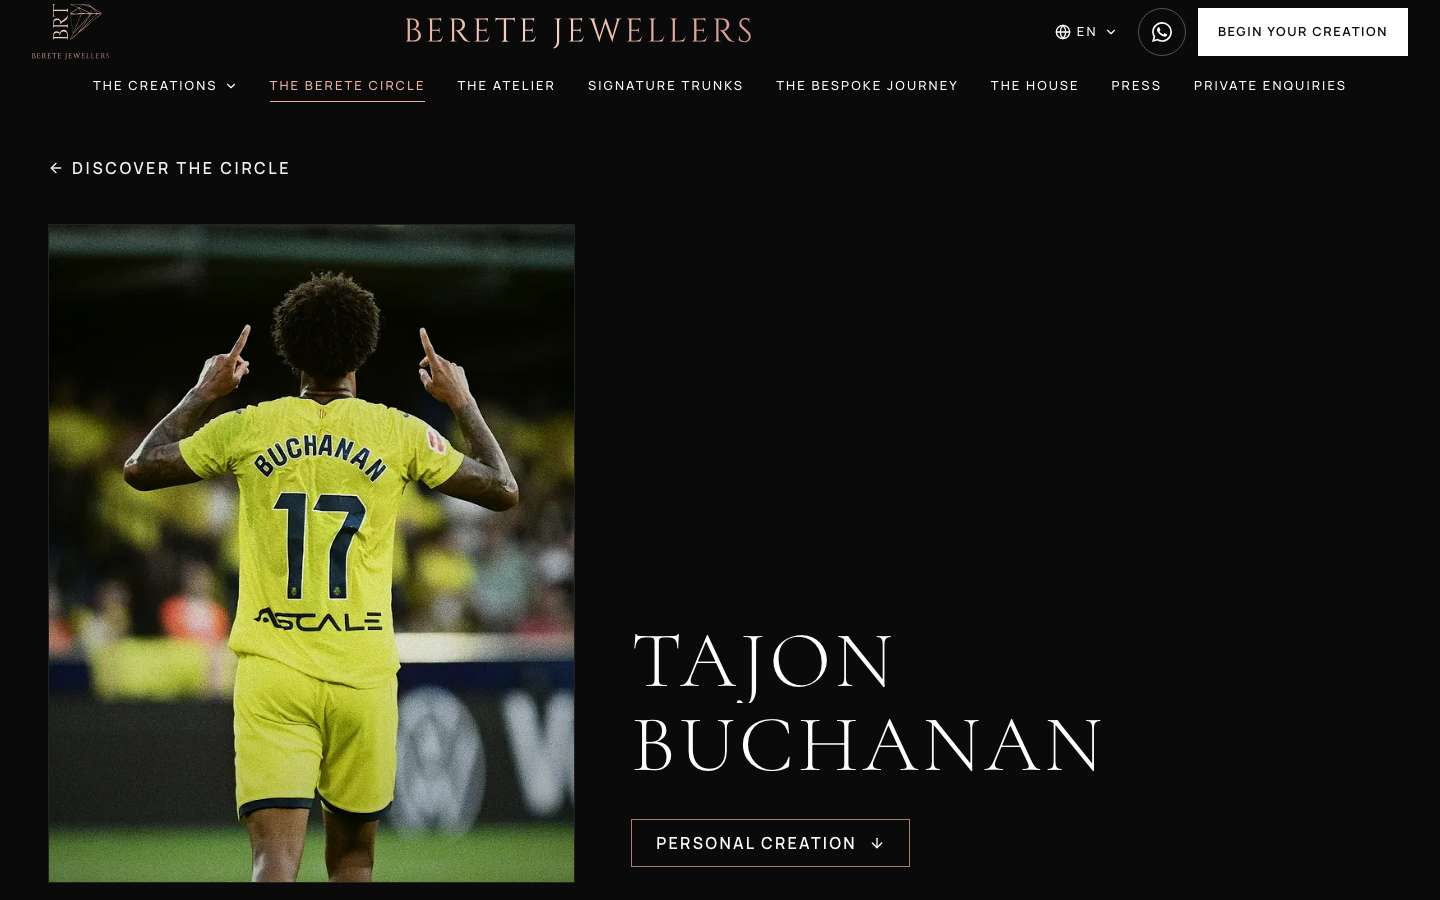 BRT
BERETE JEWELLERS
BERETE JEWELLERS
EN
BEGIN YOUR CREATION
THE CREATIONS
THE BERETE CIRCLE
THE ATELIER
SIGNATURE TRUNKS
THE BESPOKE JOURNEY
THE HOUSE
PRESS
PRIVATE ENQUIRIES
← DISCOVER THE CIRCLE
BUCHANAN
17
ASCALE
W
TAJON
BUCHANAN
PERSONAL CREATION ↓